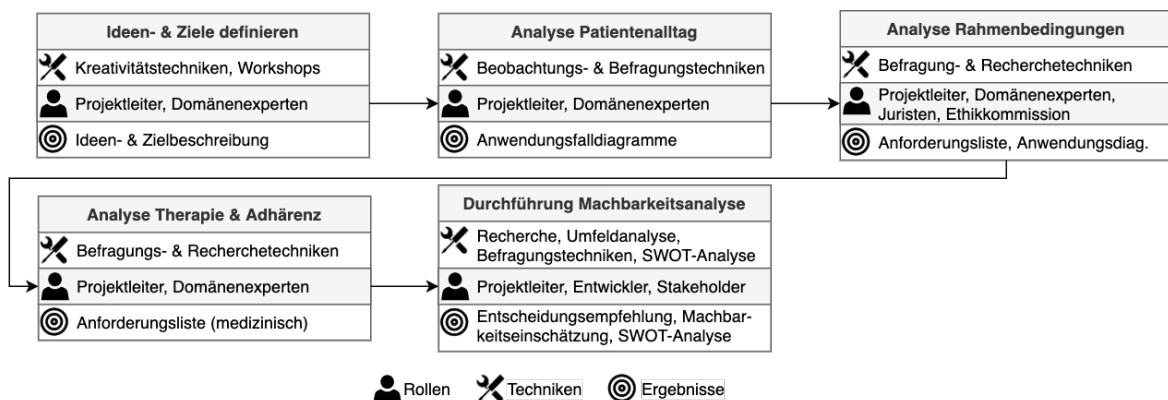 Ideen- & Ziele definieren
Kreativitätstechniken, Workshops
Projektleiter, Domänenexperten
Ideen- & Zielbeschreibung
Analyse Patientenalltag
Beobachtungs- & Befragungstechniken
Projektleiter, Domänenexperten
Anwendungsfalldiagramme
Analyse Rahmenbedingungen
Befragung- & Recherchetechniken
Projektleiter, Domänenexperten,
Juristen, Ethikkommission
Anforderungsliste, Anwendungsdiag.
Analyse Therapie & Adhärenz
Befragungs- & Recherchetechniken
Projektleiter, Domänenexperten
Anforderungsliste (medizinisch)
Durchführung Machbarkeitsanalyse
Recherche, Umfeldanalyse,
Befragungstechniken, SWOT-Analyse
Projektleiter, Entwickler, Stakeholder
Entscheidungsempfehlung, Machbar-
keitseinschätzung, SWOT-Analyse
Rollen
Techniken
Ergebnisse